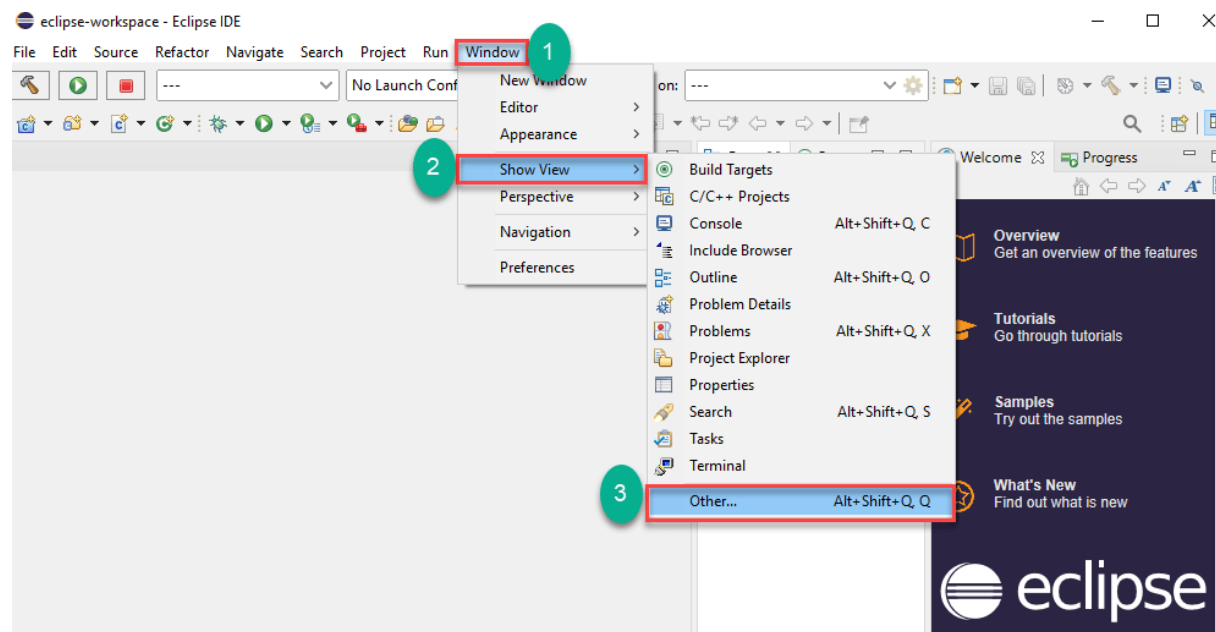 eclipse-workspace - Eclipse IDE
File Edit Source Refactor Navigate Search Project Run Window
1
---
No Launch Conf
on:
---
New Window
Editor
Appearance
2
Show View
Perspective
Navigation
Preferences
Build Targets
C/C++ Projects
Console Alt+Shift+Q, C
Include Browser
Outline Alt+Shift+Q, O
Problem Details
Problems Alt+Shift+Q, X
Project Explorer
Properties
Search Alt+Shift+Q, S
Tasks
Terminal
3
Other... Alt+Shift+Q, Q
Welcome Progress
Overview
Get an overview of the features
Tutorials
Go through tutorials
Samples
Try out the samples
What's New
Find out what is new
eclipse